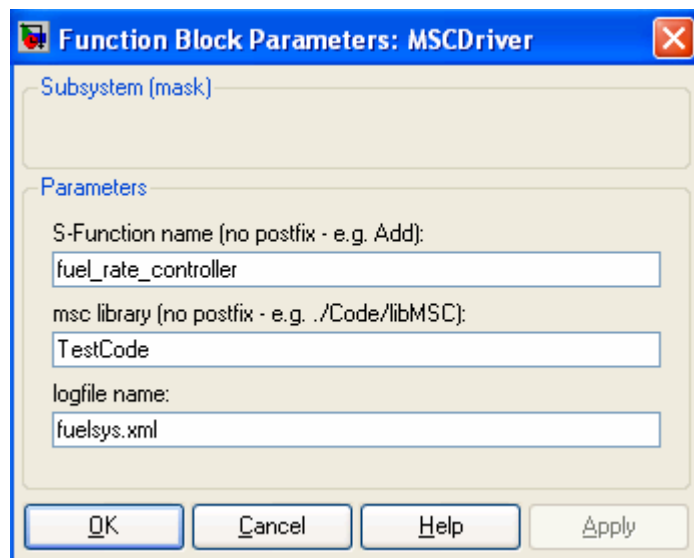 Function Block Parameters: MSCDriver
Subsystem (mask)
Parameters
S-Function name (no postfix - e.g. Add):
fuel_rate_controller
msc library (no postfix - e.g. ./Code/libMSC):
TestCode
logfile name:
fuelsys.xml
OK Cancel Help Apply